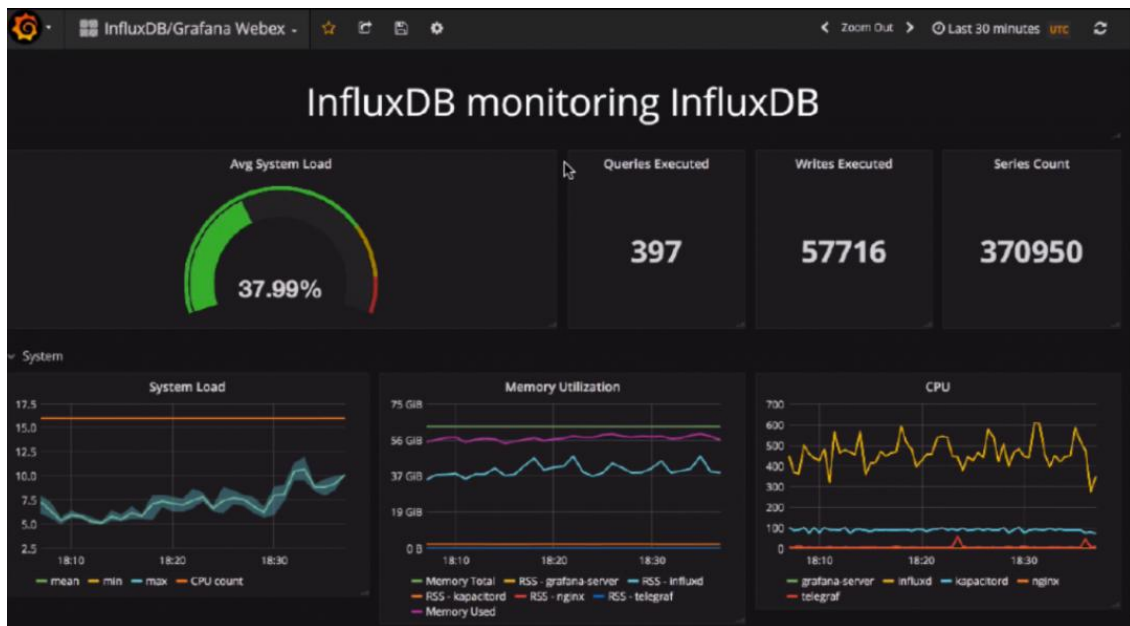 InfluxDB/Grafana Webex
Zoom Out
Last 30 minutes UTC
InfluxDB monitoring InfluxDB
Avg System Load
37.99%
Queries Executed
397
Writes Executed
57716
Series Count
370950
System
System Load
17.5
15.0
12.5
10.0
7.5
5.0
2.5
18:10 18:20 18:30
mean min max CPU count
Memory Utilization
75 GiB
56 GiB
37 GiB
19 GiB
0 B
18:10 18:20 18:30
Memory Total RSS - grafana-server RSS - influxd
RSS - kapacitord RSS - nginx RSS - telegraf
Memory Used
CPU
700
600
500
400
300
200
100
0
18:10 18:20 18:30
grafana-server influxd kapacitord nginx
telegraf